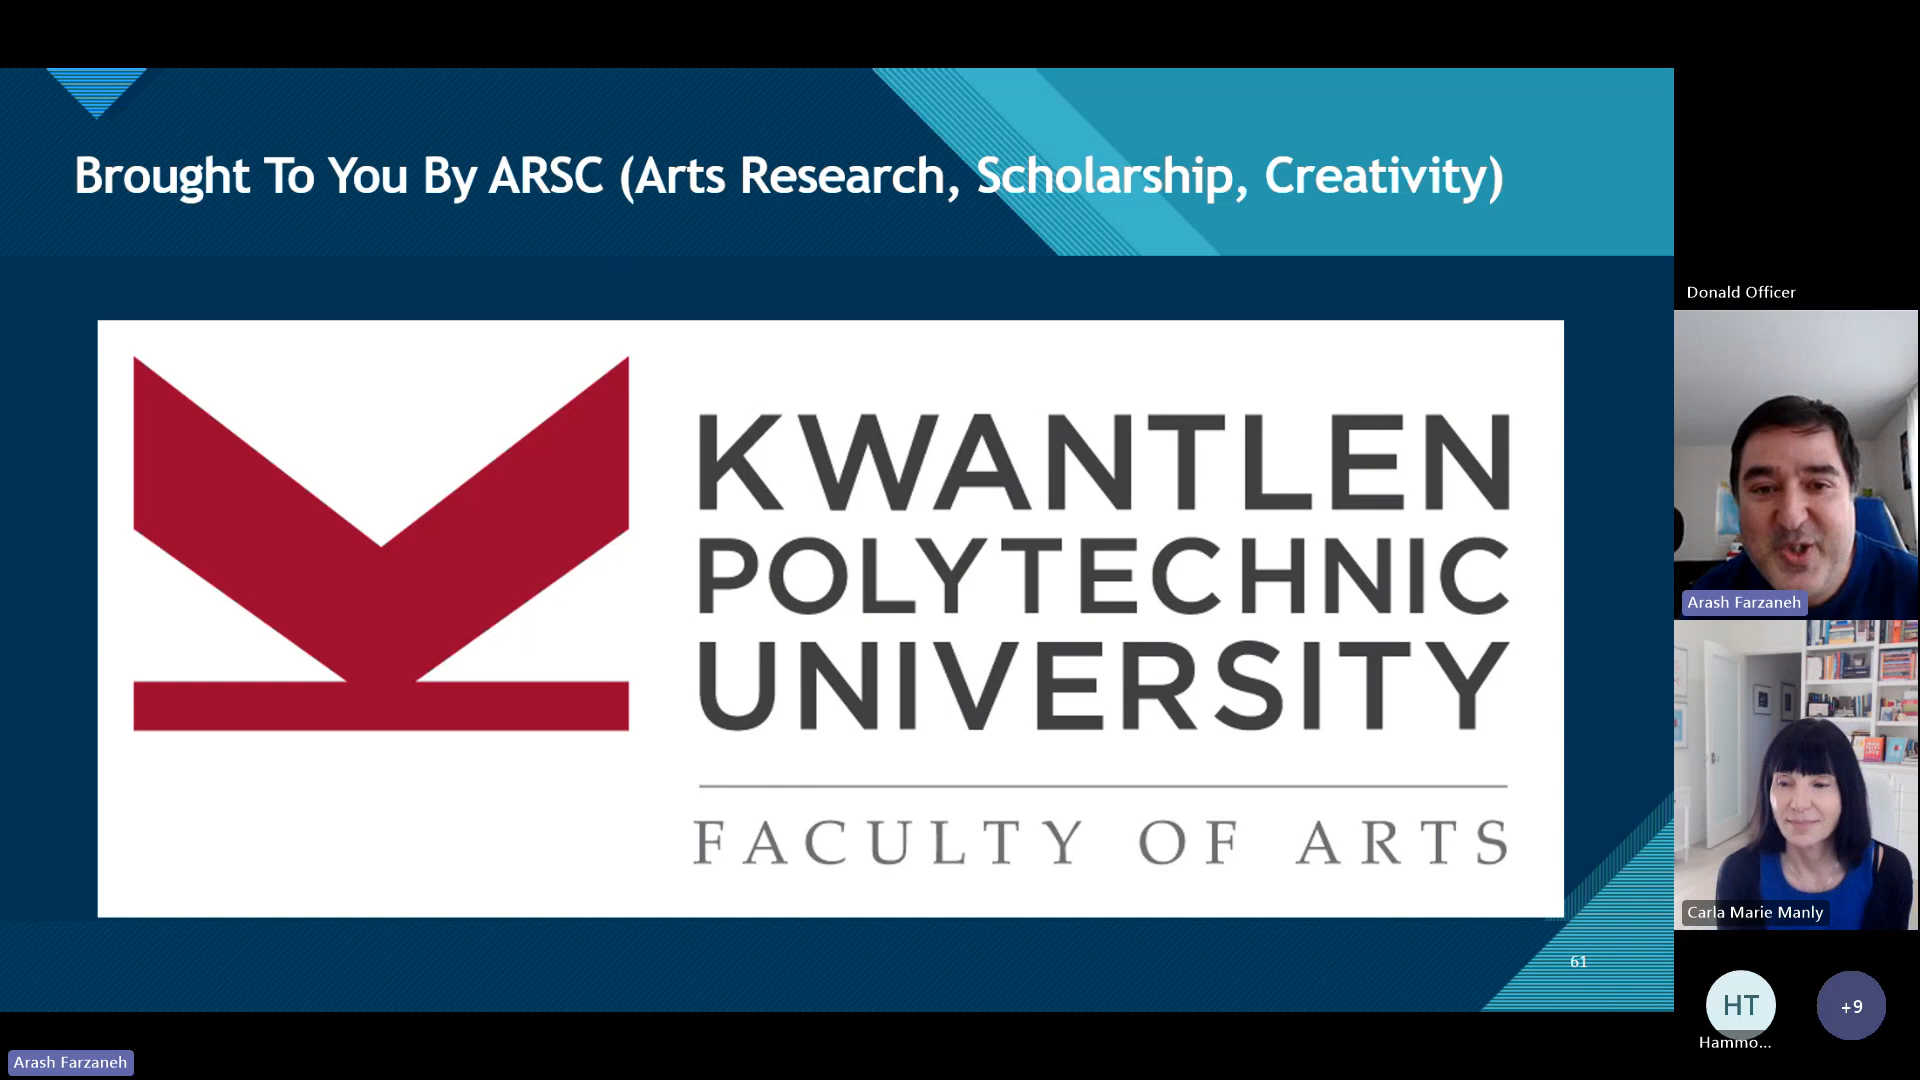 Brought To You By ARSC (Arts Research, Scholarship, Creativity)
KWANTLEN
POLYTECHNIC
UNIVERSITY
FACULTY OF ARTS
61
Donald Officer
Arash Farzaneh
Carla Marie Manly
HT
+9
Hammo...
Arash Farzaneh